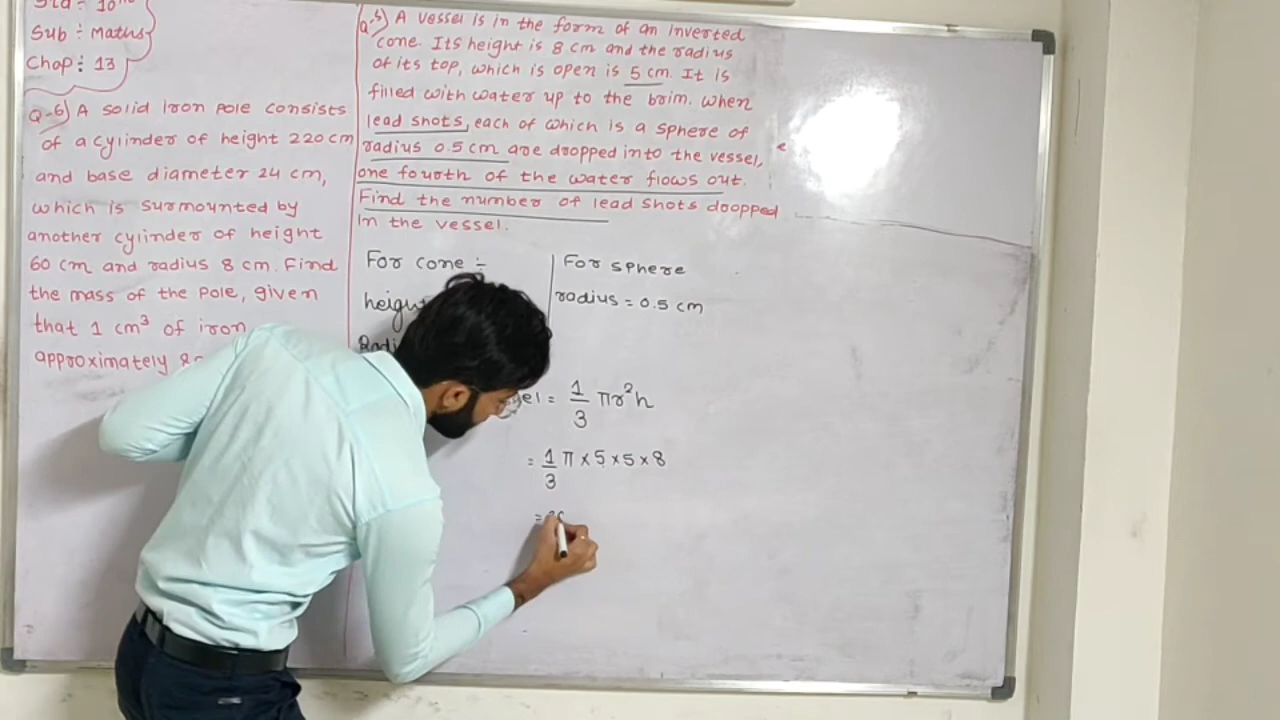 Std - 10th
Sub : Maths
Chap : 13
Q-6) A solid iron pole consists
of a cylinder of height 220 cm
and base diameter 24 cm,
which is surmounted by
another cylinder of height
60 cm and radius 8 cm. Find
the mass of the pole, given
that 1 cm³ of iron
approximately
Q.5) A vessel is in the form of an inverted
cone. Its height is 8 cm and the radius
of its top, which is open is 5 cm. It is
filled with water up to the brim. When
lead shots, each of which is a sphere of
radius 0.5 cm are dropped into the vessel,
one fourth of the water flows out.
Find the number of lead shots dropped
in the vessel.
For cone :-
For sphere
radius = 0.5 cm
= 1/3 πr²h
= 1/3 π × 5 × 5 × 8
=